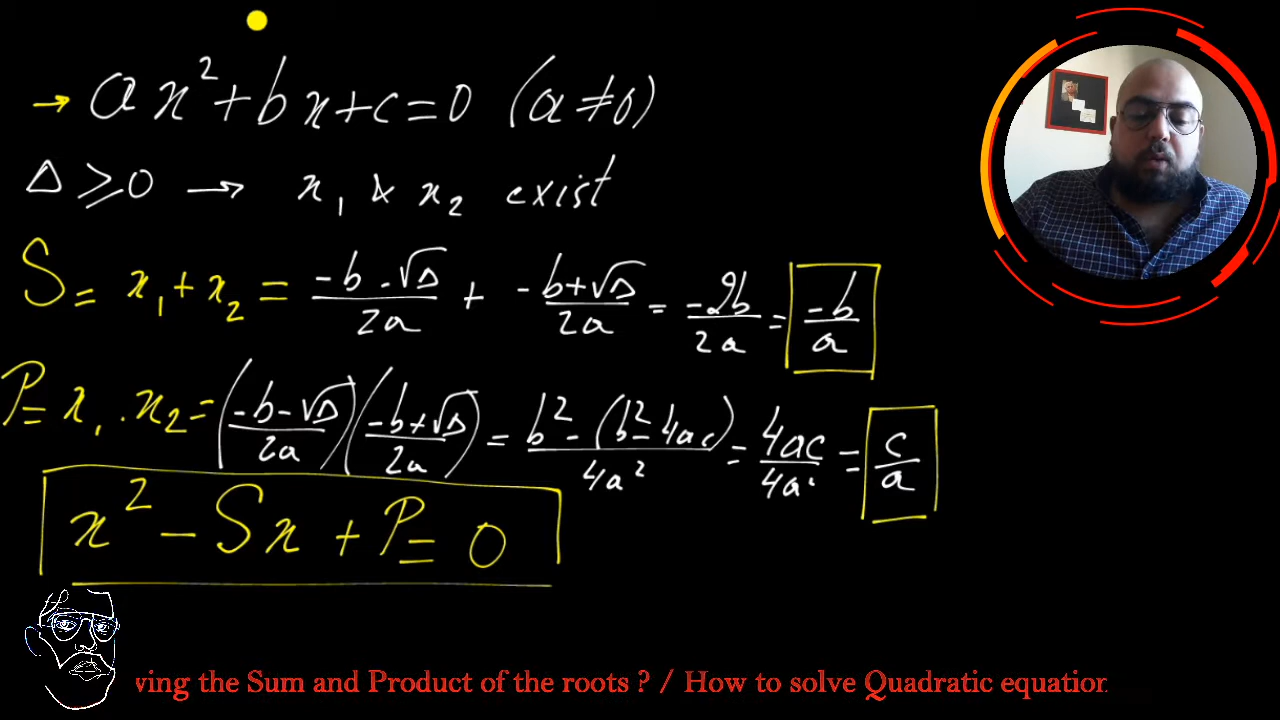 → ax²+bx+c=0 (a≠0)
Δ⩾0 → x₁ & x₂ exist
S= x₁+x₂ = (-b-√Δ)/2a + (-b+√Δ)/2a = -2b/2a = -b/a
P= x₁.x₂= ((-b-√Δ)/2a)((-b+√Δ)/2a) = (b²-(b²-4ac))/4a² = 4ac/4a² = c/a
x² - Sx + P = 0
ving the Sum and Product of the roots ? / How to solve Quadratic equation